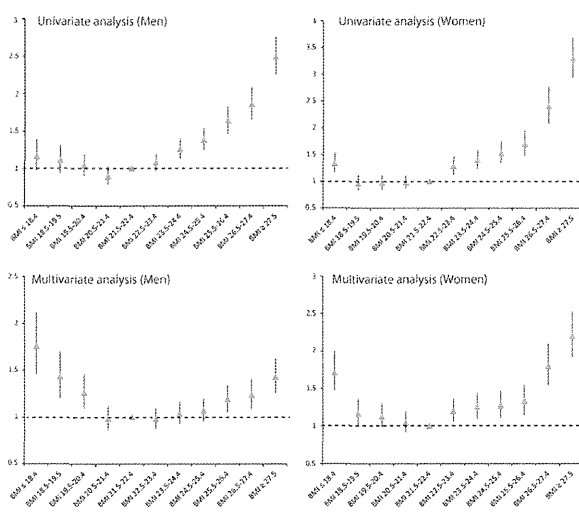 Univariate analysis (Men)
3
2.5
2
1.5
1
0.5
BMI ≤ 18.4
BMI 18.5-19.5
BMI 19.5-20.4
BMI 20.5-21.4
BMI 21.5-22.4
BMI 22.5-23.4
BMI 23.5-24.4
BMI 24.5-25.4
BMI 25.5-26.4
BMI 26.5-27.4
BMI ≥ 27.5
Univariate analysis (Women)
4
3.5
3
2.5
2
1.5
1
0.5
BMI ≤ 18.4
BMI 18.5-19.5
BMI 19.5-20.4
BMI 20.5-21.4
BMI 21.5-22.4
BMI 22.5-23.4
BMI 23.5-24.4
BMI 24.5-25.4
BMI 25.5-26.4
BMI 26.5-27.4
BMI ≥ 27.5
Multivariate analysis (Men)
2.5
2
1.5
1
0.5
BMI ≤ 18.4
BMI 18.5-19.5
BMI 19.5-20.4
BMI 20.5-21.4
BMI 21.5-22.4
BMI 22.5-23.4
BMI 23.5-24.4
BMI 24.5-25.4
BMI 25.5-26.4
BMI 26.5-27.4
BMI ≥ 27.5
Multivariate analysis (Women)
3
2.5
2
1.5
1
0.5
BMI ≤ 18.4
BMI 18.5-19.5
BMI 19.5-20.4
BMI 20.5-21.4
BMI 21.5-22.4
BMI 22.5-23.4
BMI 23.5-24.4
BMI 24.5-25.4
BMI 25.5-26.4
BMI 26.5-27.4
BMI ≥ 27.5